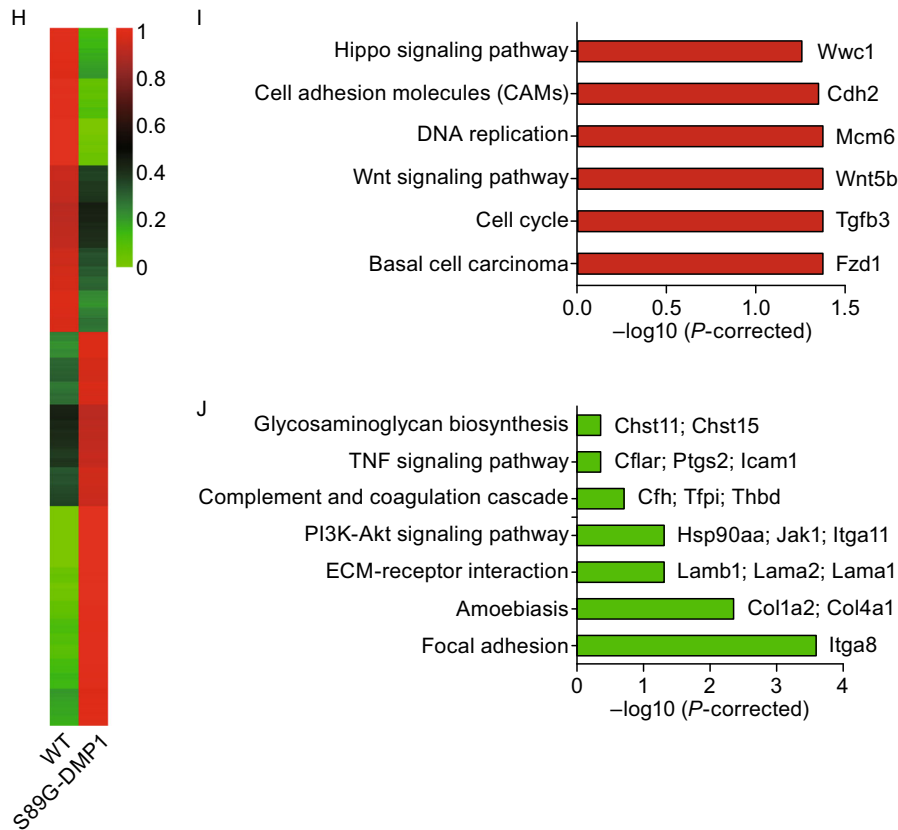 H
1
0.8
0.6
0.4
0.2
0
WT
S89G-DMP1
I
Hippo signaling pathway Wwc1
Cell adhesion molecules (CAMs) Cdh2
DNA replication Mcm6
Wnt signaling pathway Wnt5b
Cell cycle Tgfb3
Basal cell carcinoma Fzd1
0.0 0.5 1.0 1.5
–log10 (P-corrected)
J
Glycosaminoglycan biosynthesis Chst11; Chst15
TNF signaling pathway Cflar; Ptgs2; Icam1
Complement and coagulation cascade Cfh; Tfpi; Thbd
PI3K-Akt signaling pathway Hsp90aa; Jak1; Itga11
ECM-receptor interaction Lamb1; Lama2; Lama1
Amoebiasis Col1a2; Col4a1
Focal adhesion Itga8
0 1 2 3 4
–log10 (P-corrected)